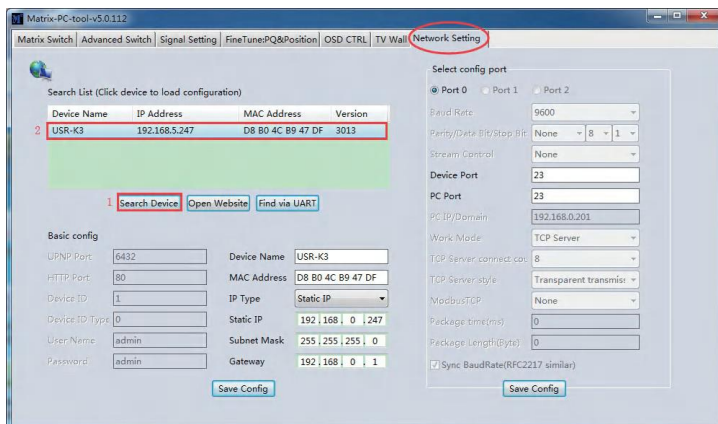 Matrix-PC-tool-v5.0.112
Matrix Switch Advanced Switch Signal Setting FineTune:PQ&Position OSD CTRL TV Wall Network Setting
Search List (Click device to load configuration)
Device Name IP Address MAC Address Version
2 USR-K3 192.168.5.247 D8 B0 4C B9 47 DF 3013
1 Search Device Open Website Find via UART
Basic config
UPNP Port 6432 Device Name USR-K3
HTTP Port 80 MAC Address D8 B0 4C B9 47 DF
Device ID 1 IP Type Static IP
Device ID Type 0 Static IP 192 . 168 . 0 . 247
User Name admin Subnet Mask 255 . 255 . 255 . 0
Password admin Gateway 192 . 168 . 0 . 1
Save Config
Select config port
Port 0 Port 1 Port 2
Baud Rate 9600
Parity/Data Bit/Stop Bit None 8 1
Stream Control None
Device Port 23
PC Port 23
PC IP/Domain 192.168.0.201
Work Mode TCP Server
TCP Server connect cou 8
TCP Server style Transparent transmis:
ModbusTCP None
Package time(ms) 0
Package Length(Byte) 0
Sync BaudRate(RFC2217 similar)
Save Config